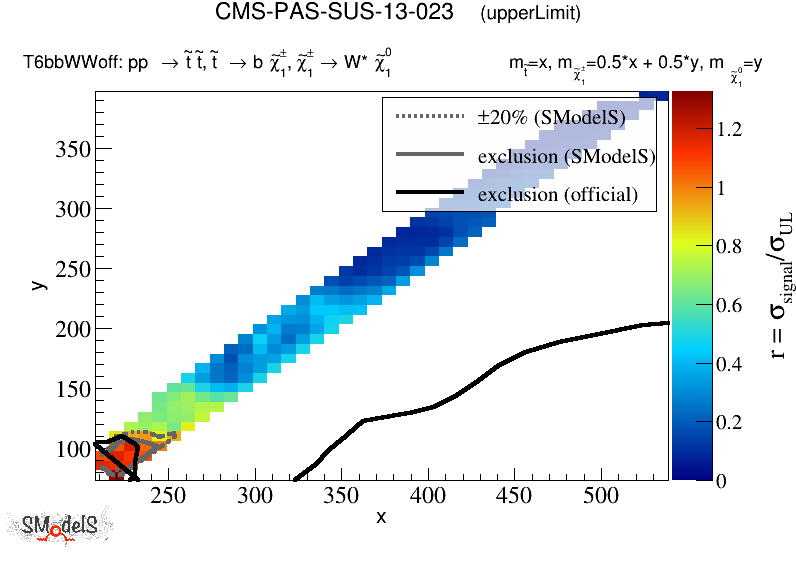 CMS-PAS-SUS-13-023 (upperLimit)
T6bbWWoff: pp → t̃ t̃, t̃ → b χ̃₁±, χ̃₁± → W* χ̃₁⁰
m_t̃=x, m_χ̃₁±=0.5*x + 0.5*y, m_χ̃₁⁰=y
±20% (SModelS)
exclusion (SModelS)
exclusion (official)
350
300
250
200
150
100
y
250 300 350 400 450 500
x
1.2
1
0.8
0.6
0.4
0.2
0
r = σ_signal/σ_UL
SModelS